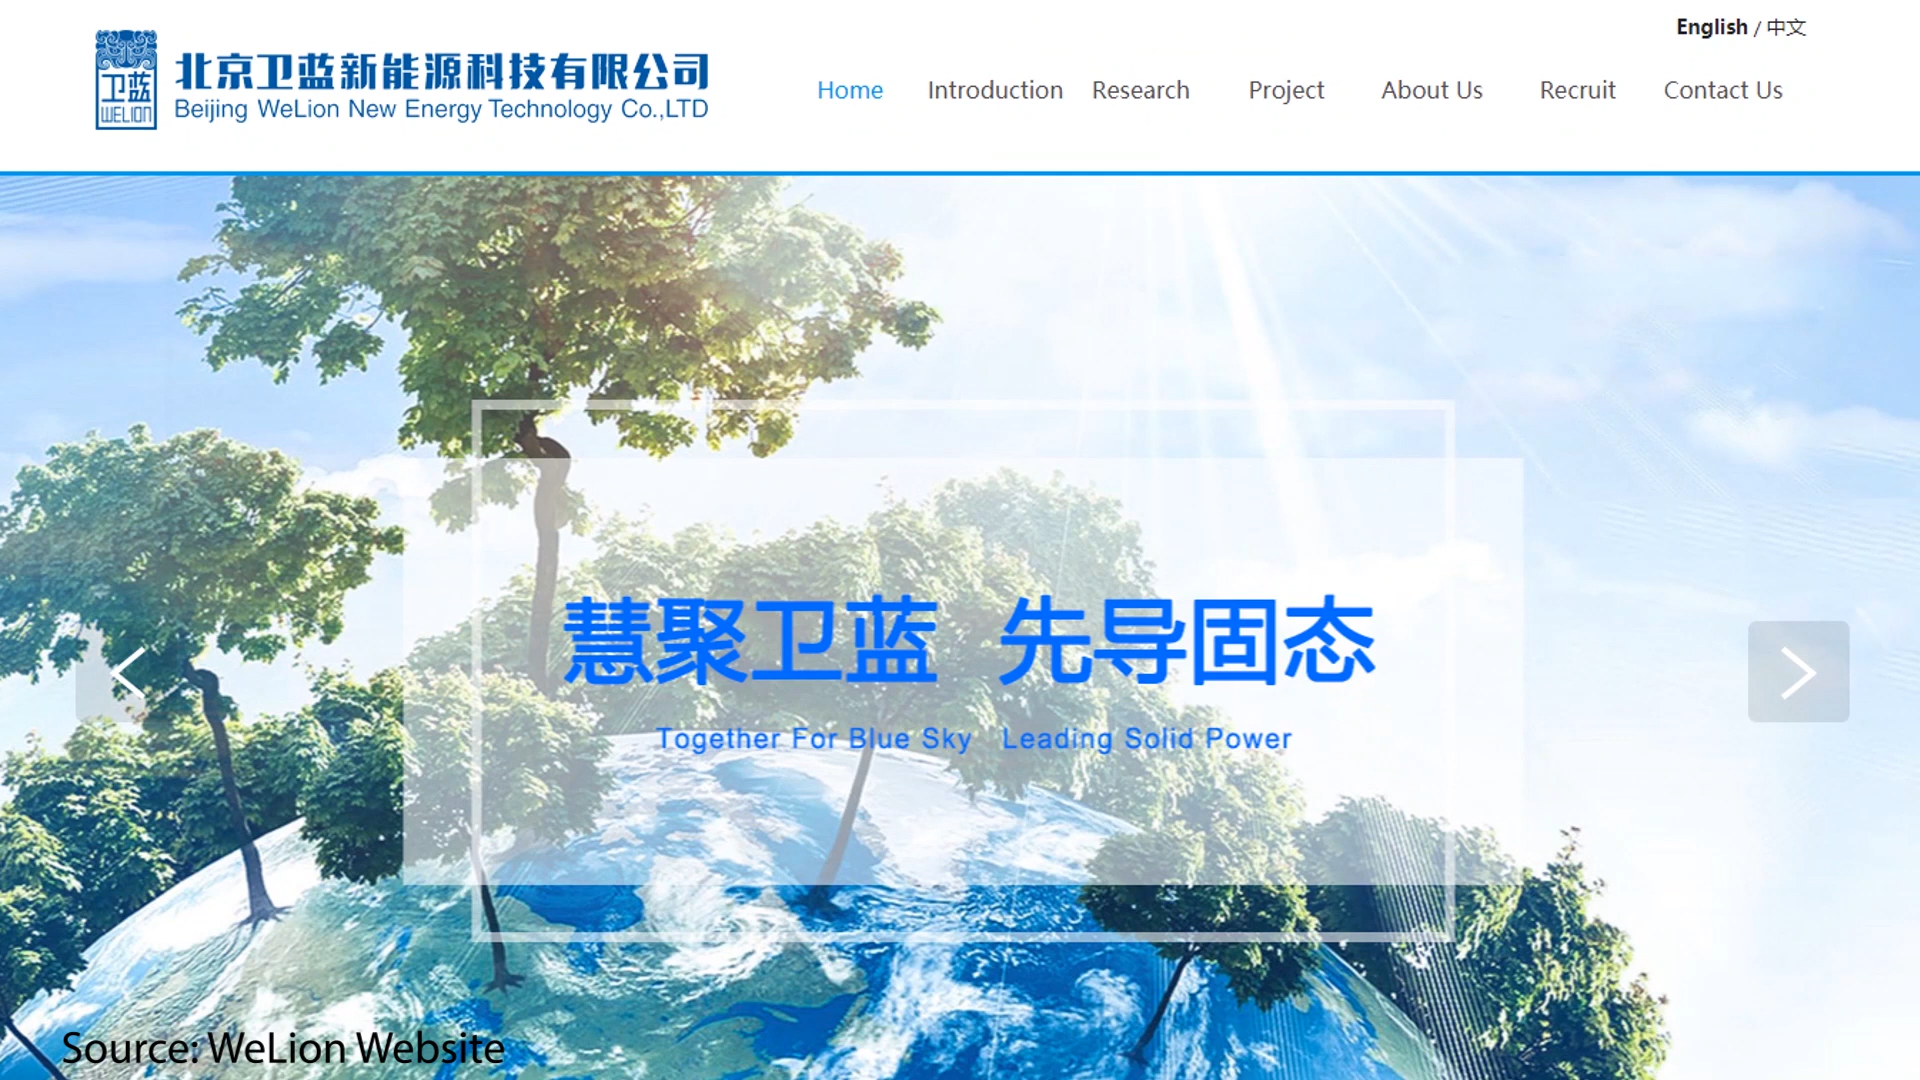 English / 中文
卫蓝
WELION
北京卫蓝新能源科技有限公司
Beijing WeLion New Energy Technology Co.,LTD
Home Introduction Research Project About Us Recruit Contact Us
慧聚卫蓝 先导固态
Together For Blue Sky Leading Solid Power
Source: WeLion Website